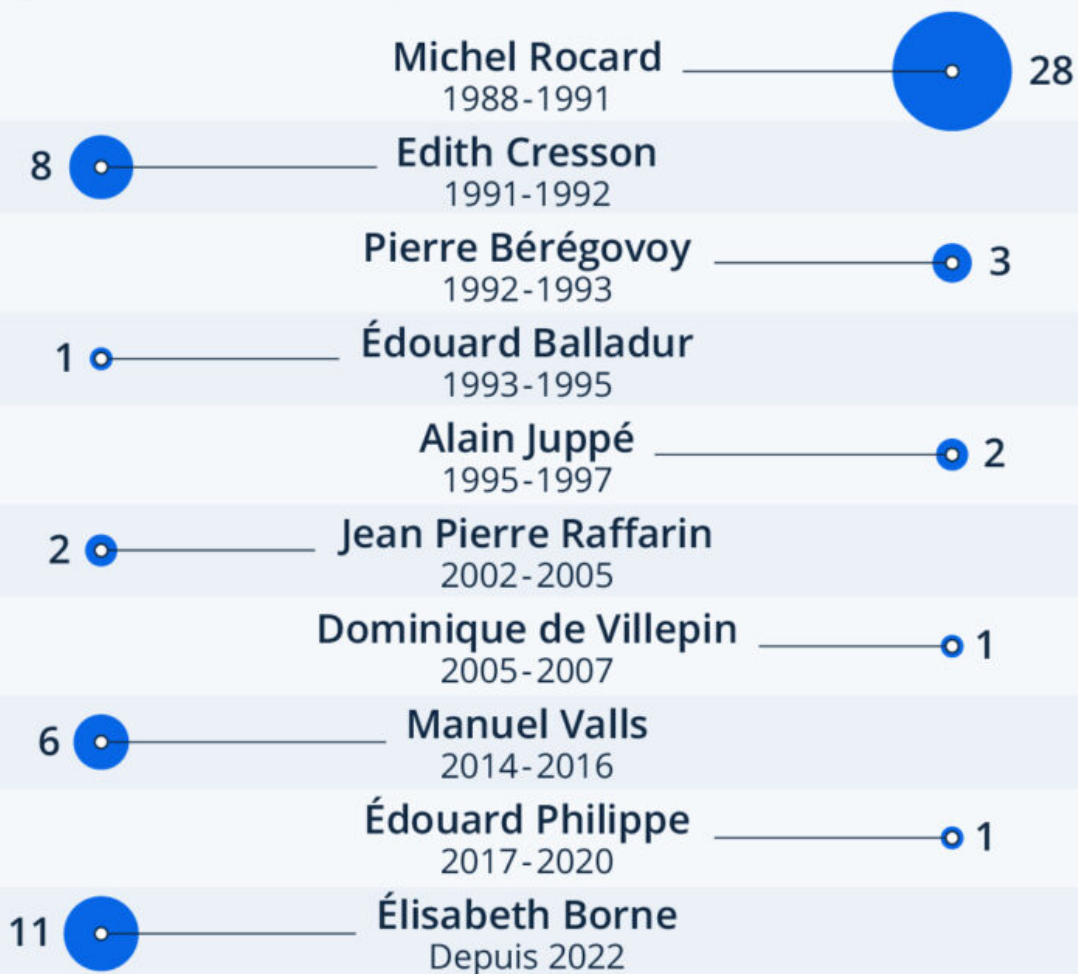 Michel Rocard
1988-1991
28
8
Edith Cresson
1991-1992
Pierre Bérégovoy
1992-1993
3
1
Édouard Balladur
1993-1995
Alain Juppé
1995-1997
2
2
Jean Pierre Raffarin
2002-2005
Dominique de Villepin
2005-2007
1
6
Manuel Valls
2014-2016
Édouard Philippe
2017-2020
1
11
Élisabeth Borne
Depuis 2022